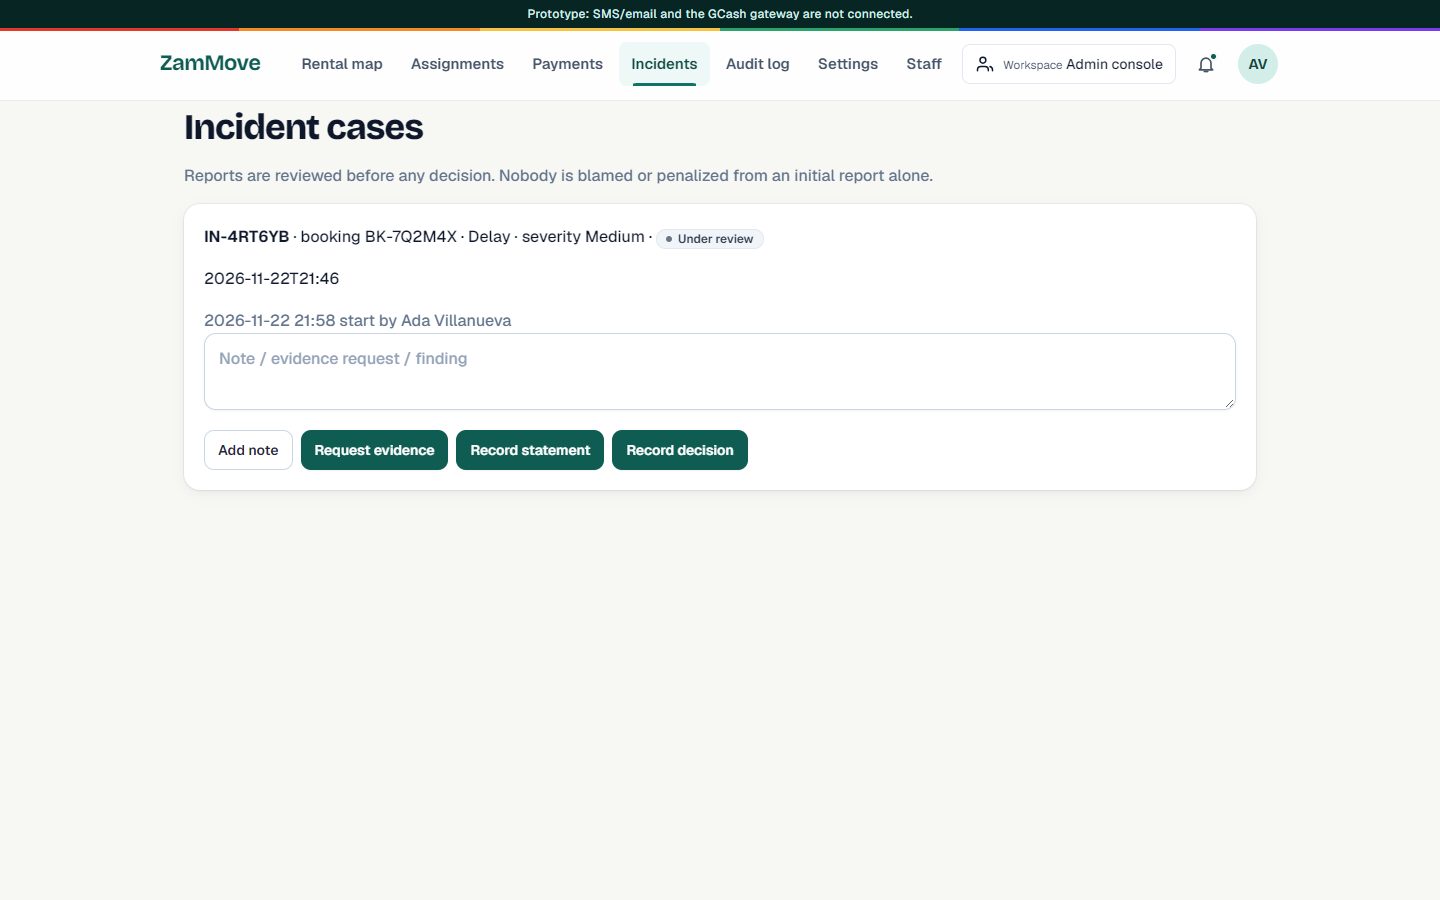 Prototype: SMS/email and the GCash gateway are not connected.
ZamMove Rental map Assignments Payments Incidents Audit log Settings Staff Workspace Admin console AV
Incident cases
Reports are reviewed before any decision. Nobody is blamed or penalized from an initial report alone.
IN-4RT6YB · booking BK-7Q2M4X · Delay · severity Medium · Under review
2026-11-22T21:46
2026-11-22 21:58 start by Ada Villanueva
Note / evidence request / finding
Add note Request evidence Record statement Record decision